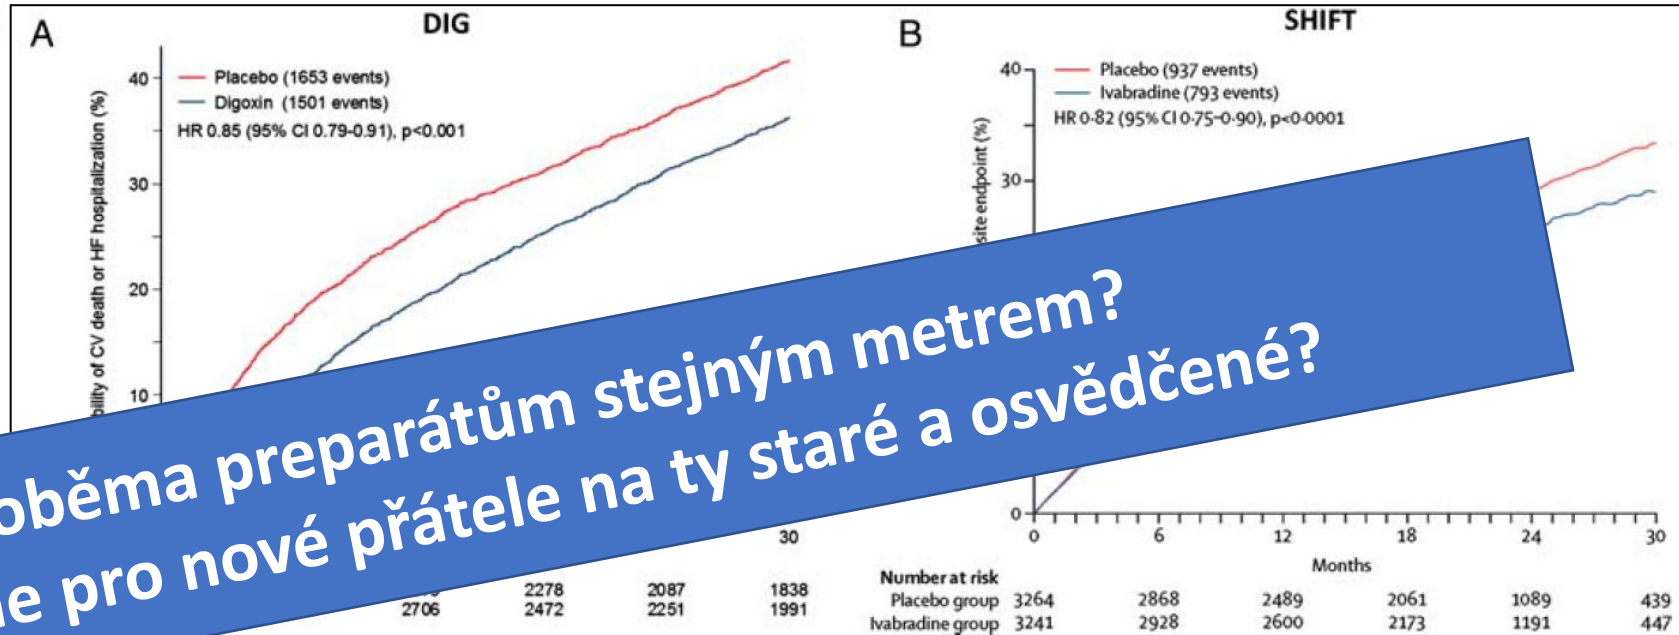 A
DIG
40
30
20
10
Placebo (1653 events)
Digoxin (1501 events)
HR 0.85 (95% CI 0.79-0.91), p<0.001
of CV death or HF hospitalization (%)
30
2278 2087 1838
2706 2472 2251 1991
B
SHIFT
40
30
0
Placebo (937 events)
Ivabradine (793 events)
HR 0·82 (95% CI 0·75–0·90), p<0·0001
endpoint (%)
0 6 12 18 24 30
Months
Number at risk
Placebo group 3264 2868 2489 2061 1089 439
Ivabradine group 3241 2928 2600 2173 1191 447
oběma preparátům stejným metrem?
pro nové přátele na ty staré a osvědčené?